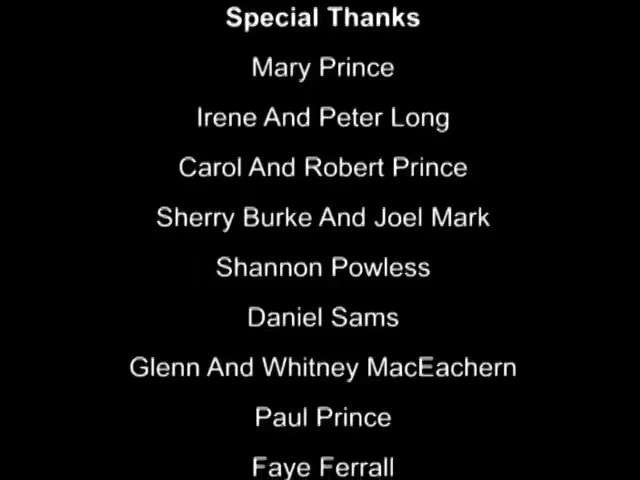 Special Thanks
Mary Prince
Irene And Peter Long
Carol And Robert Prince
Sherry Burke And Joel Mark
Shannon Powless
Daniel Sams
Glenn And Whitney MacEachern
Paul Prince
Faye Ferrall